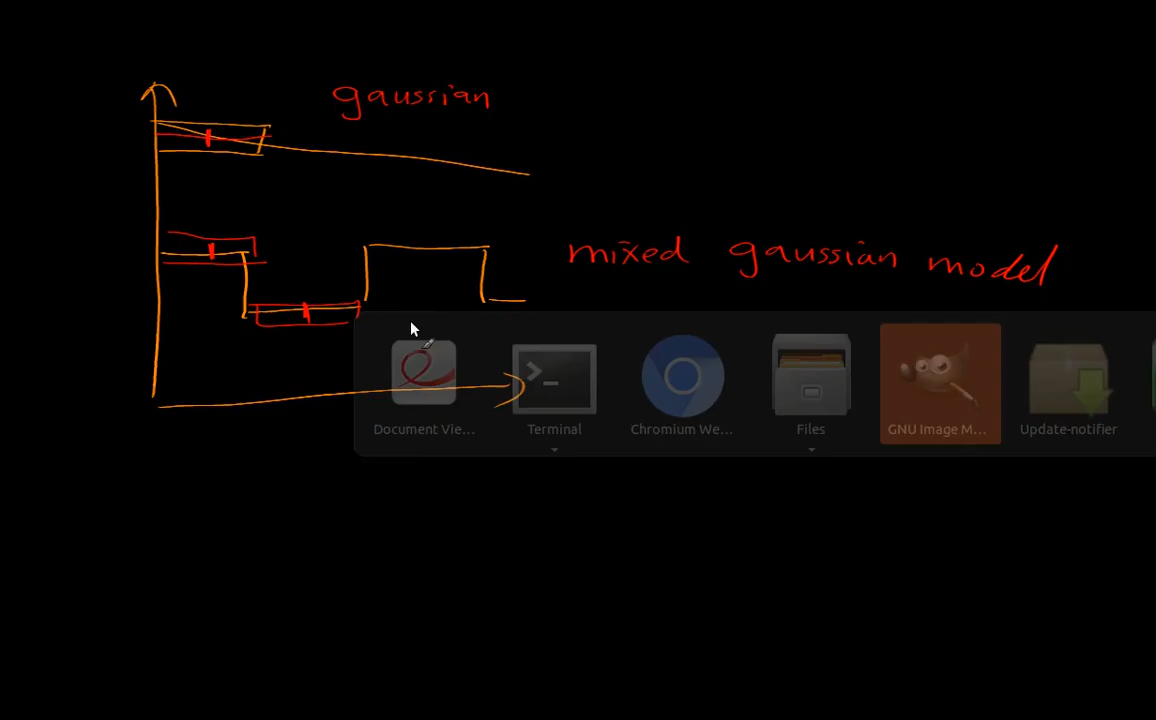 gaussian
mixed gaussian model
Document Vie...
Terminal
Chromium We...
Files
GNU Image M...
Update-notifier